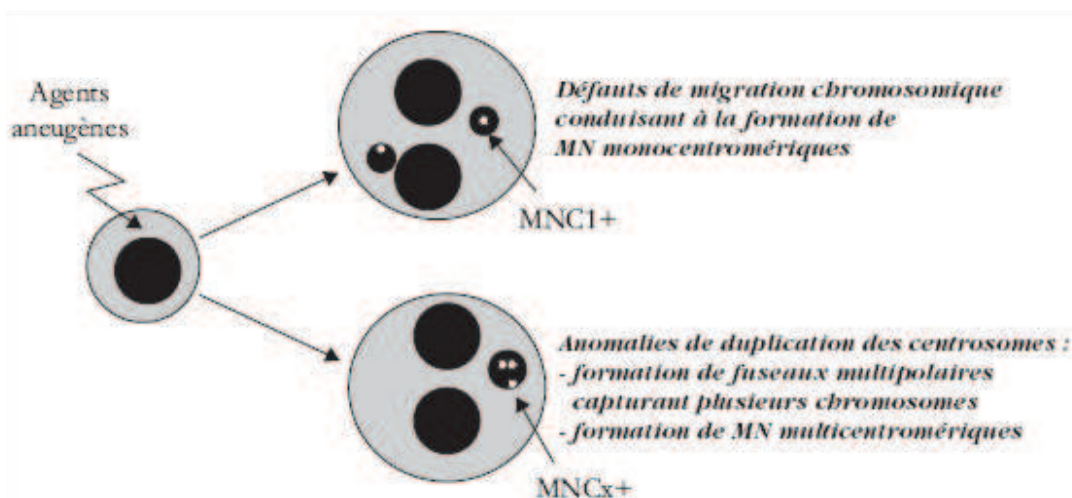 Agents
aneugènes
Défauts de migration chromosomique
conduisant à la formation de
MN monocentromériques
MNC1+
Anomalies de duplication des centrosomes :
- formation de fuseaux multipolaires
capturant plusieurs chromosomes
- formation de MN multicentromériques
MNCx+